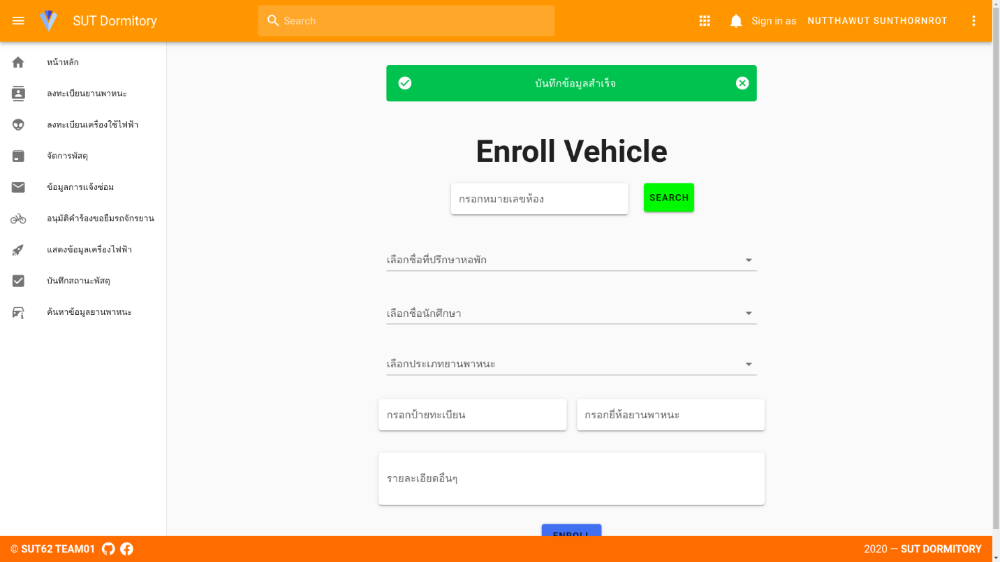 SUT Dormitory
Search
Sign in as NUTTHAWUT SUNTHORNROT
หน้าหลัก
ลงทะเบียนยานพาหนะ
ลงทะเบียนเครื่องใช้ไฟฟ้า
จัดการพัสดุ
ข้อมูลการแจ้งซ่อม
อนุมัติคำร้องขอยืมรถจักรยาน
แสดงข้อมูลเครื่องไฟฟ้า
บันทึกสถานะพัสดุ
ค้นหาข้อมูลยานพาหนะ
บันทึกข้อมูลสำเร็จ
Enroll Vehicle
กรอกหมายเลขห้อง
SEARCH
เลือกชื่อที่ปรึกษาหอพัก
เลือกชื่อนักศึกษา
เลือกประเภทยานพาหนะ
กรอกป้ายทะเบียน
กรอกยี่ห้อยานพาหนะ
รายละเอียดอื่นๆ
ENROLL
© SUT62 TEAM01
2020 — SUT DORMITORY